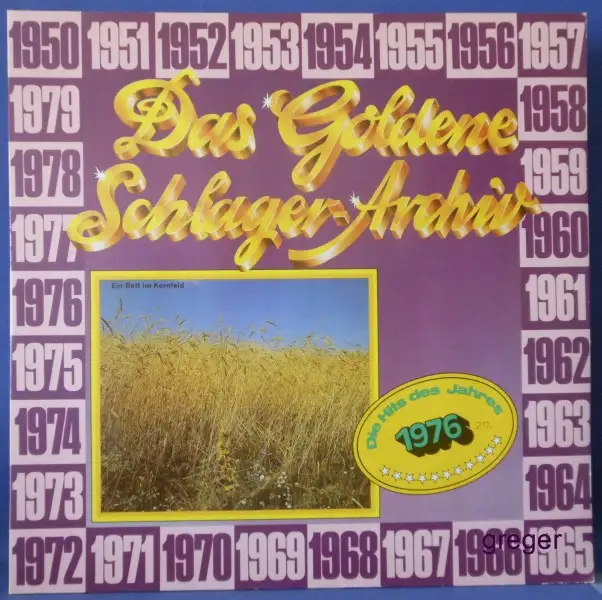 1950 1951 1952 1953 1954 1955 1956 1957
1979
1958
Das Goldene
1978
1959
Schlager-Archiv
1977
1960
Ein Bett im Kornfeld
1976
1961
1975
1962
Die Hits des Jahres
1976
29,
1974
1963
1973
1964
1972 1971 1970 1969 1968 1967 1966 1965
greger